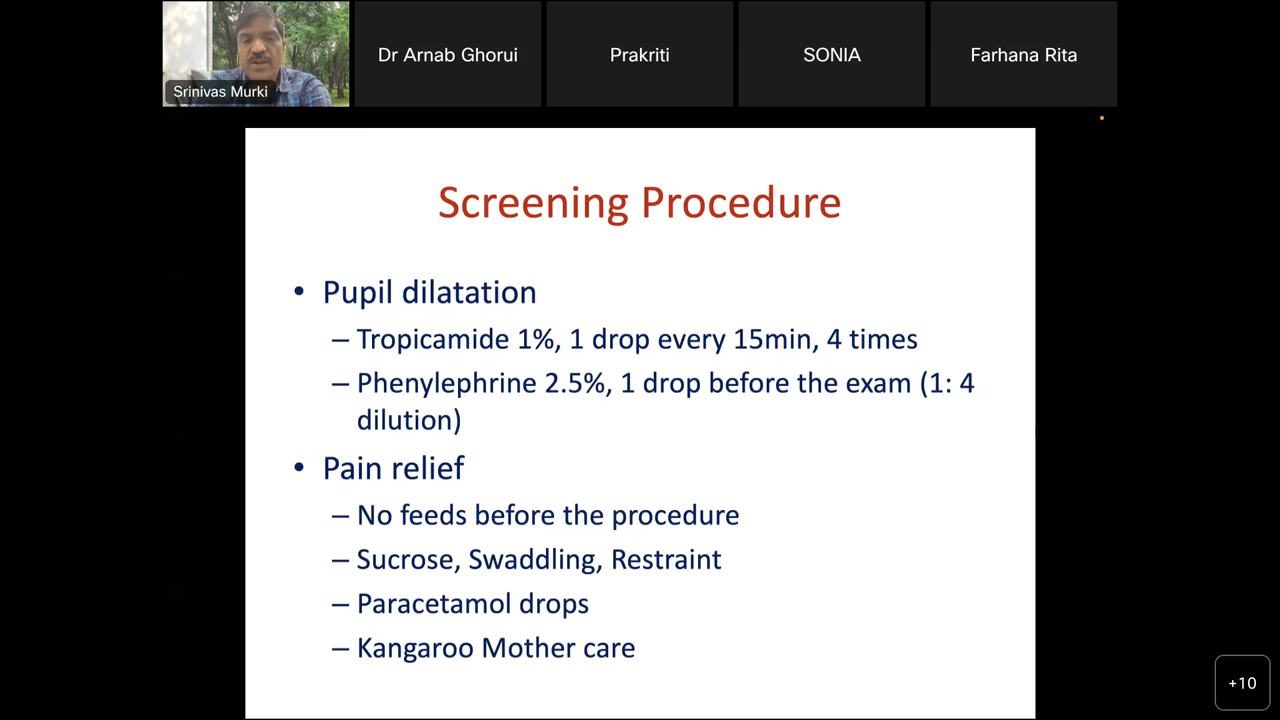 Srinivas Murki
Dr Arnab Ghorui
Prakriti
SONIA
Farhana Rita
Screening Procedure
• Pupil dilatation
– Tropicamide 1%, 1 drop every 15min, 4 times
– Phenylephrine 2.5%, 1 drop before the exam (1: 4
dilution)
• Pain relief
– No feeds before the procedure
– Sucrose, Swaddling, Restraint
– Paracetamol drops
– Kangaroo Mother care
+10